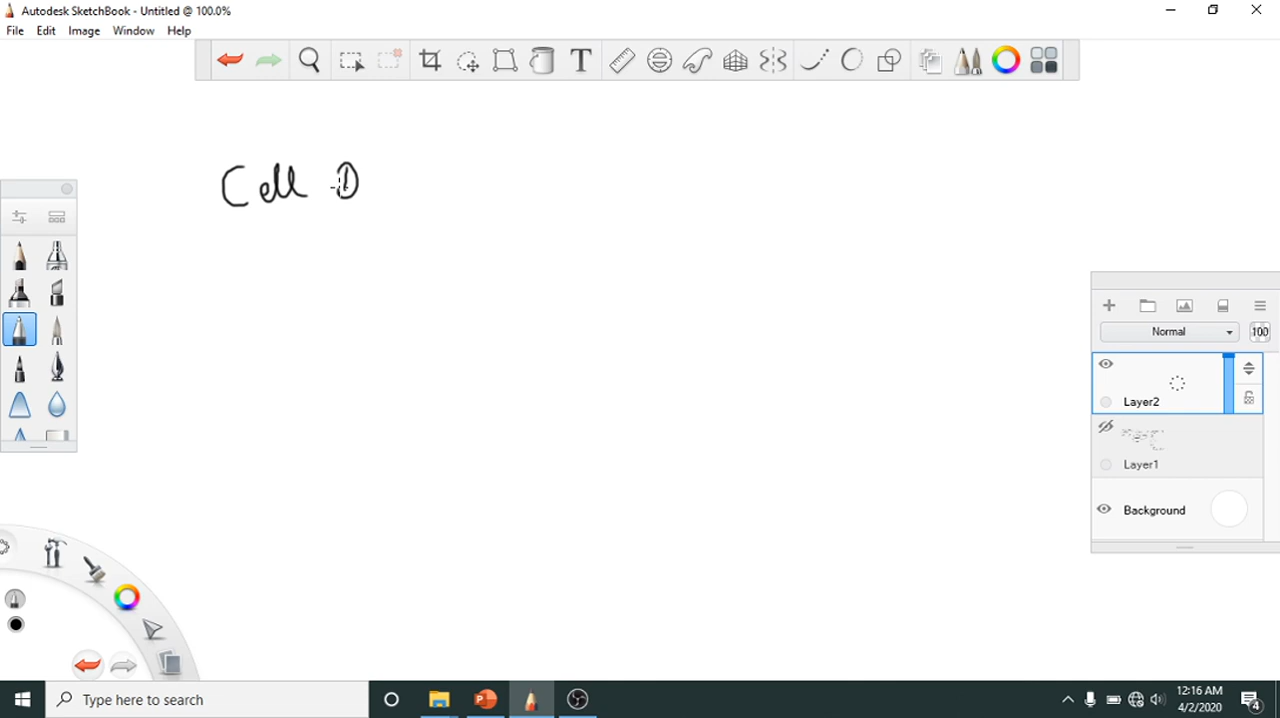 Autodesk SketchBook - Untitled @ 100.0%
File Edit Image Window Help
Cell D
Normal 100
Layer2
Layer1
Background
Type here to search
12:16 AM
4/2/2020
4